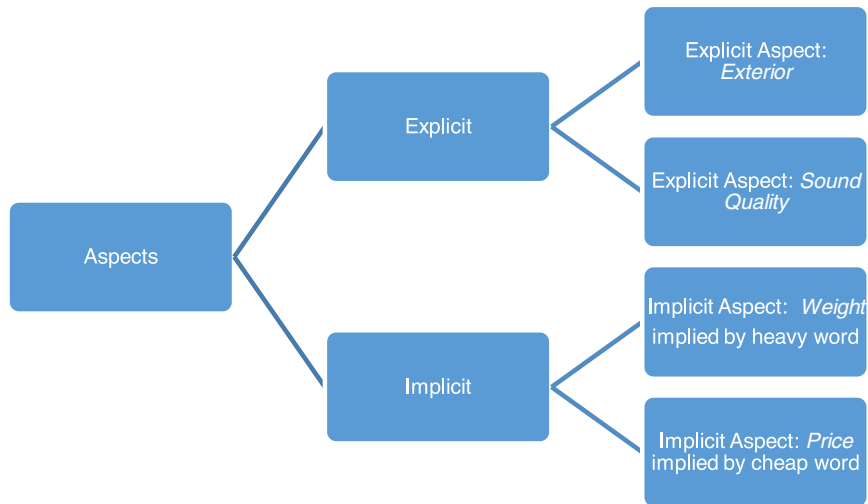 Explicit Aspect:
Exterior
Explicit
Explicit Aspect: Sound
Quality
Aspects
Implicit Aspect: Weight
implied by heavy word
Implicit
Implicit Aspect: Price
implied by cheap word